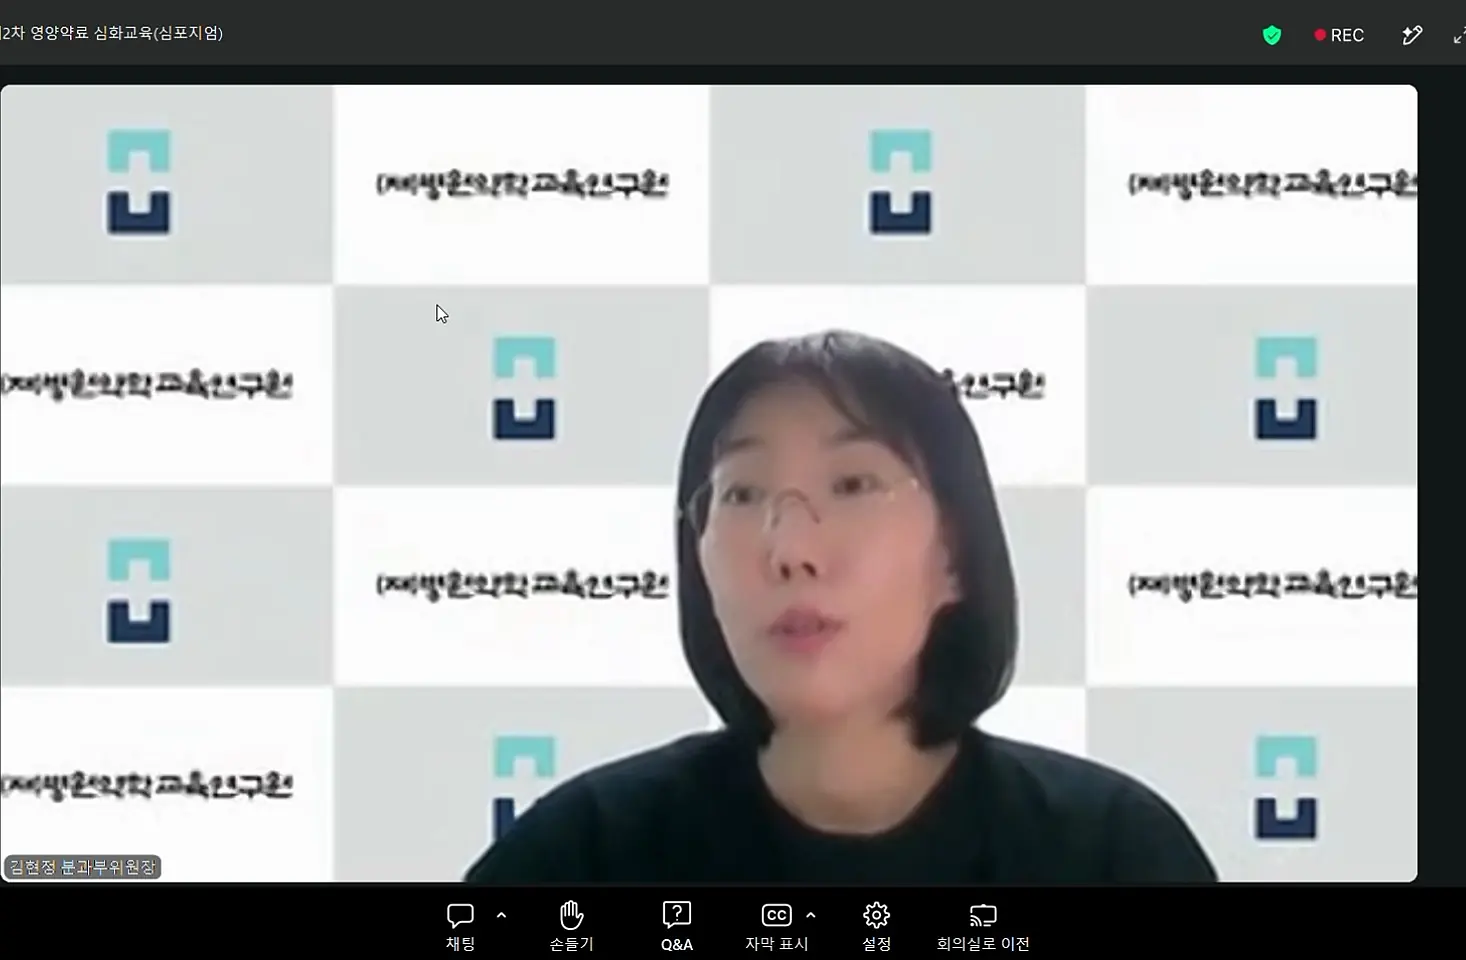 2차 영양약료 심화교육(심포지엄)
REC
(재)병원약학교육연구원
(재)병원약학교육연구원
(재)병원약학교육연구원
연구원
(재)병원약학교육연구원
(재)병원약학교육연구원
(재)병원약학교육연구원
김현정 분과부위원장
채팅
손들기
Q&A
CC
자막 표시
설정
회의실로 이전